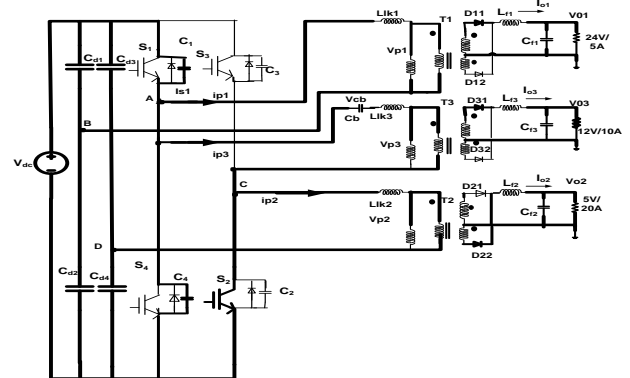 Llk1 T1 D11 Lf1 Io1 V01
S1 C1 S3
Cd1 Cd3 C3 Vp1 Cf1 24V/
5A
Is1 D12
A ip1
Vcb
Cb Llk3 T3 D31 Lf3 Io3 V03
B
ip3 Vp3 D32 Cf3 12V/10A
Vdc
C
ip2 Llk2 T2 D21 Lf2 Io2 Vo2
Vp2 Cf2 5V/
20A
D D22
Cd2 Cd4 S4 C4 S2 C2